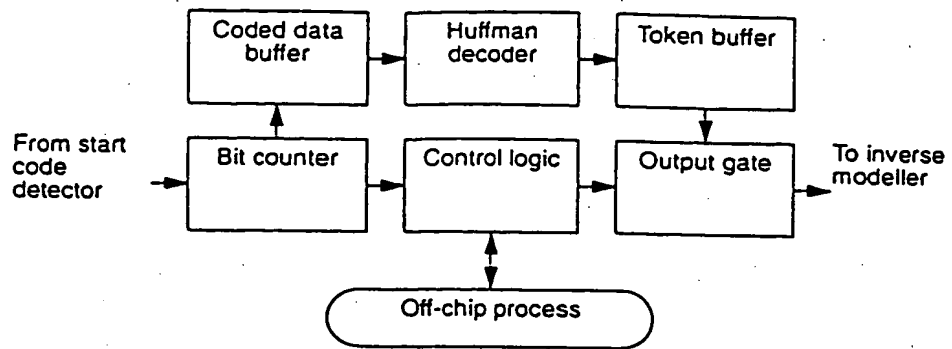 Coded data
buffer
Huffman
decoder
Token buffer
From start
code
detector
Bit counter
Control logic
Output gate
To inverse
modeller
Off-chip process